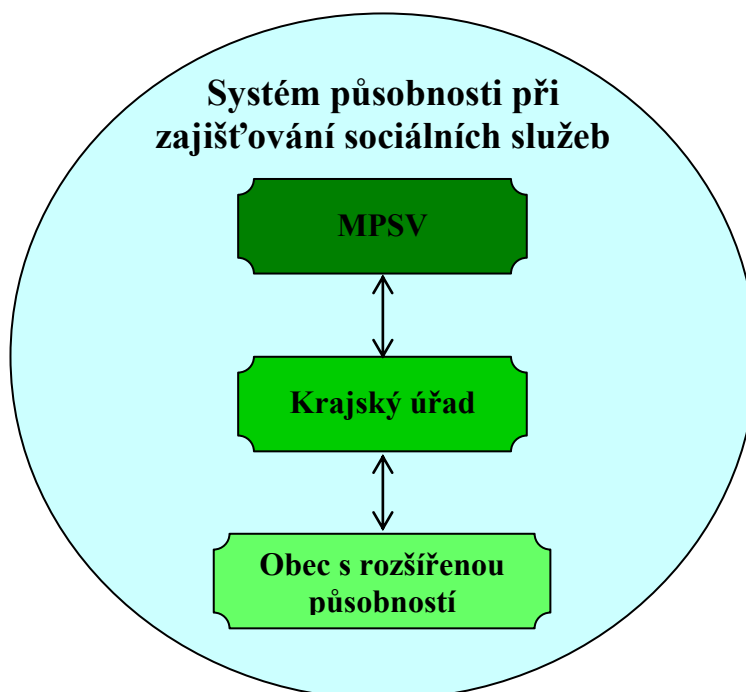 Systém působnosti při
zajišťování sociálních služeb
MPSV
Krajský úřad
Obec s rozšířenou
působností